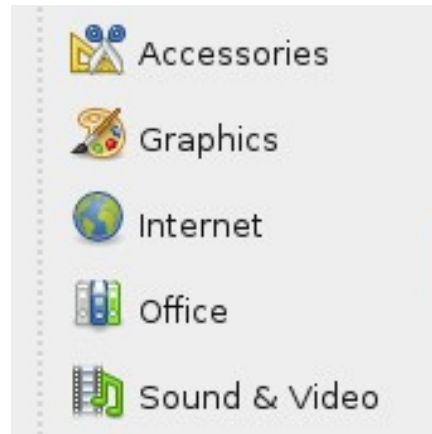 Accessories
Graphics
Internet
Office
Sound & Video